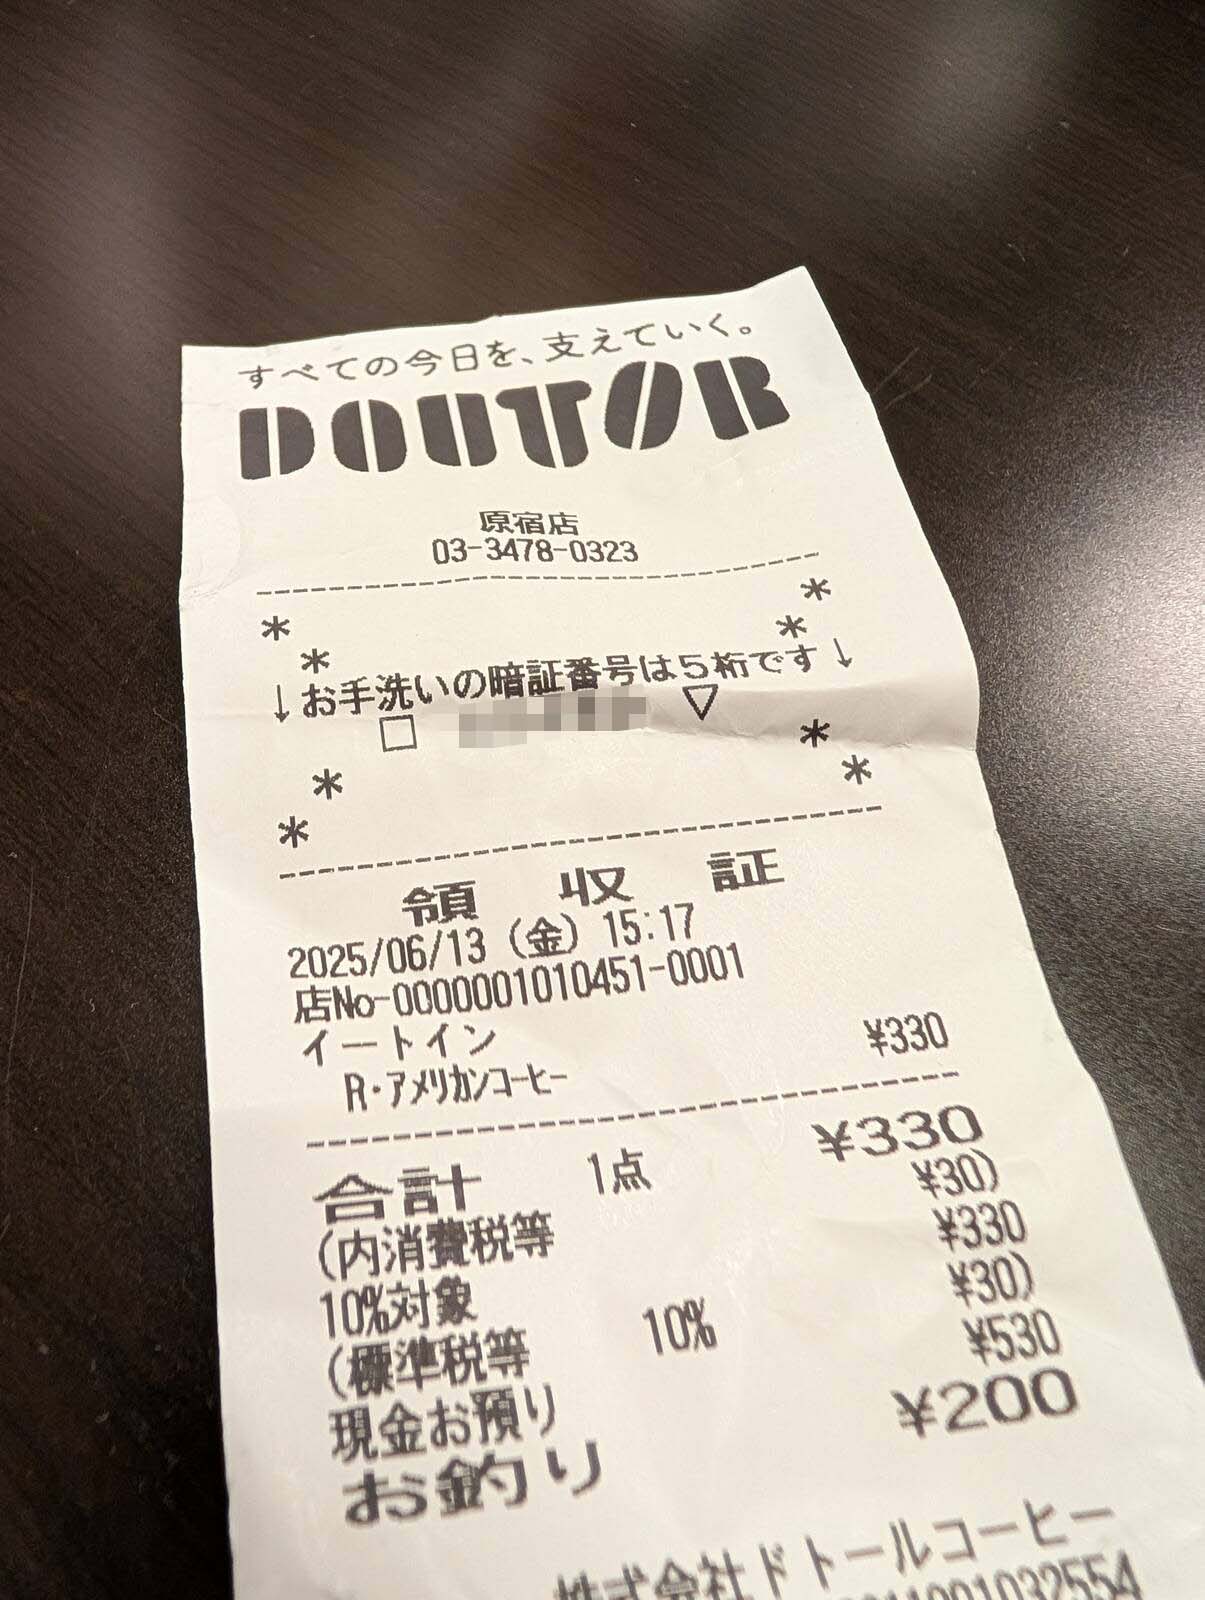 すべての今日を、支えていく。
DOUTOR
原宿店
03-3478-0323
* *
* *
↓お手洗いの暗証番号は5桁です↓
□ ▽
* *
* *
領 収 証
2025/06/13 (金) 15:17
店No-0000001010451-0001
イートイン
R・アメリカンコーヒー ¥330
合計 1点 ¥330
(内消費税等 ¥30)
10%対象 ¥330
(標準税等 10% ¥30)
現金お預り ¥530
お釣り ¥200
株式会社ドトールコーヒー